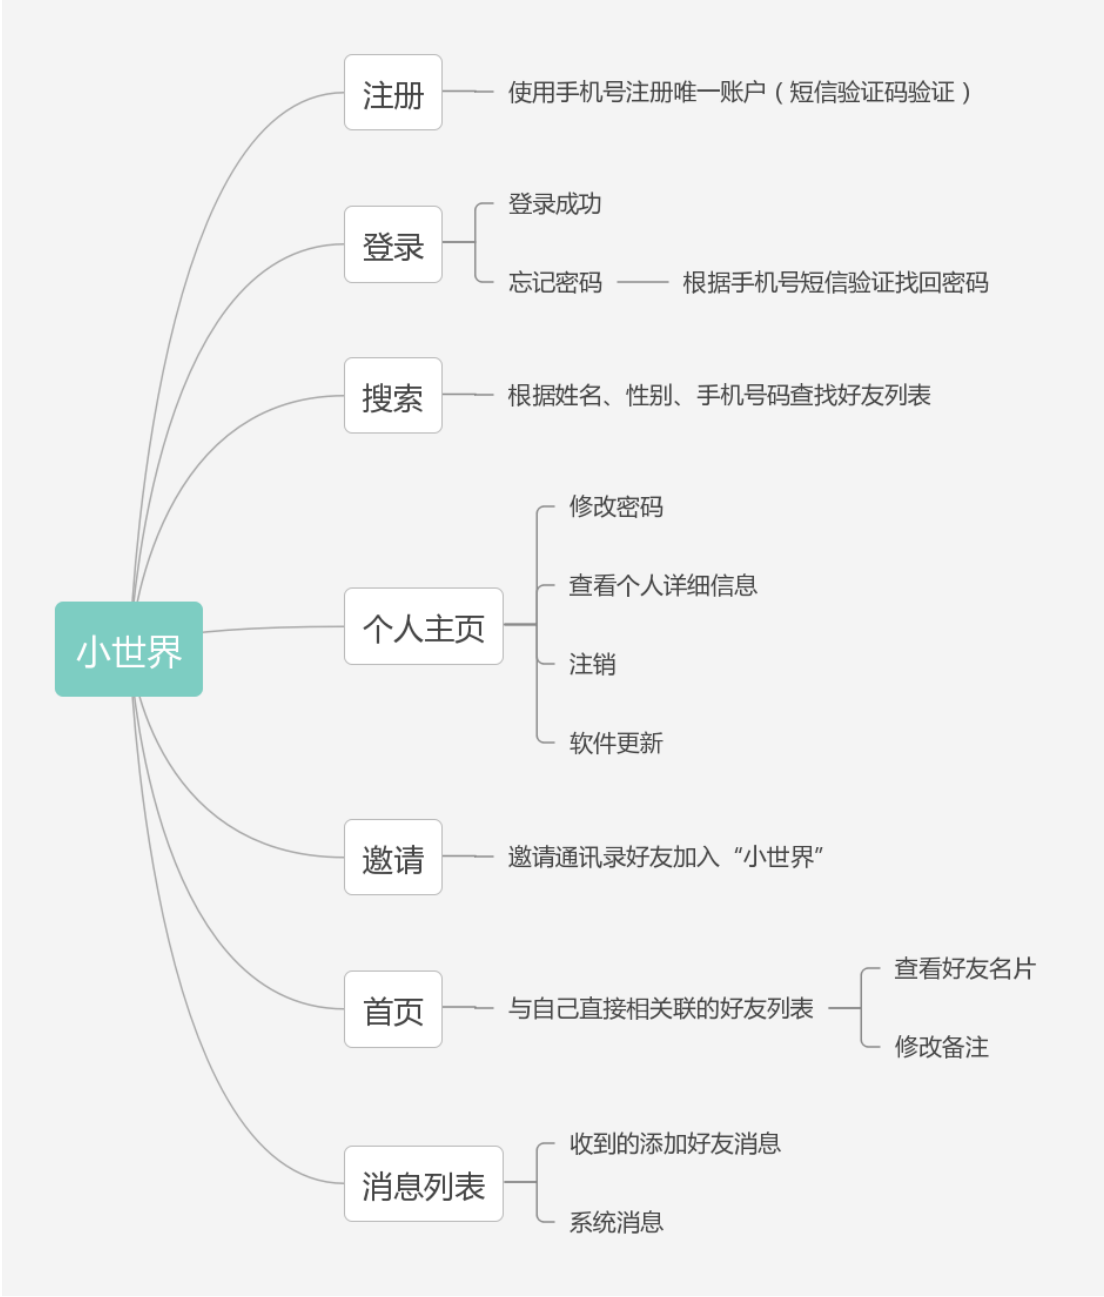 小世界
注册
使用手机号注册唯一账户（短信验证码验证）
登录
登录成功
忘记密码
根据手机号短信验证找回密码
搜索
根据姓名、性别、手机号码查找好友列表
个人主页
修改密码
查看个人详细信息
注销
软件更新
邀请
邀请通讯录好友加入“小世界”
首页
与自己直接相关联的好友列表
查看好友名片
修改备注
消息列表
收到的添加好友消息
系统消息